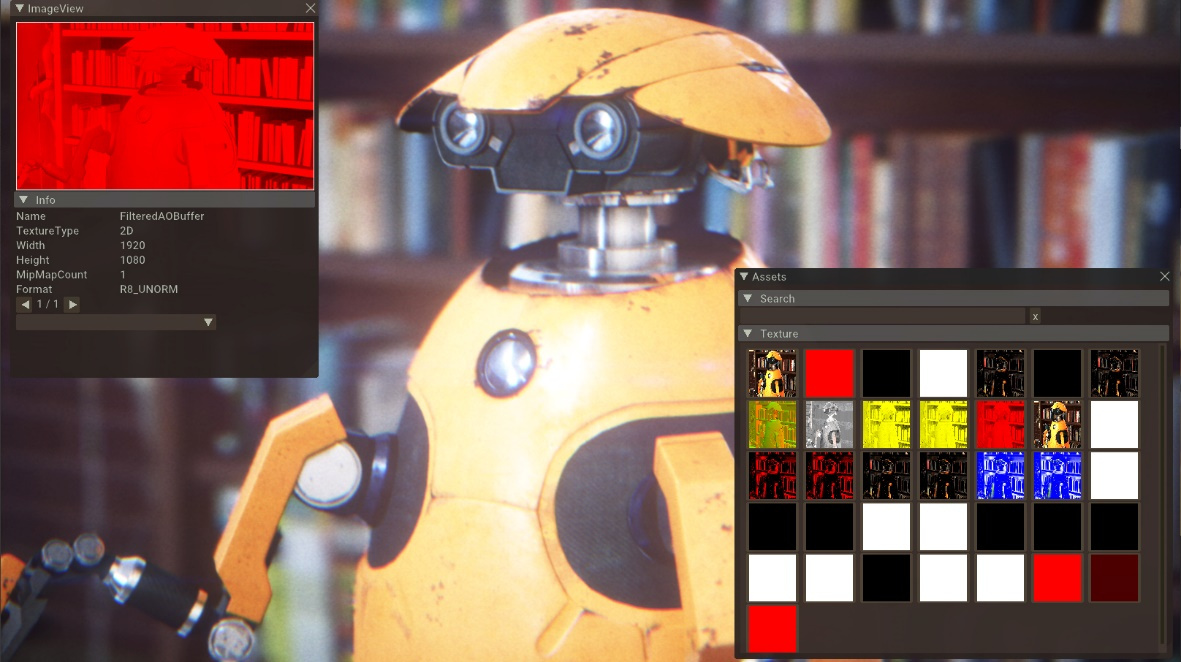 ImageView
Info
Name FilteredAOBuffer
TextureType 2D
Width 1920
Height 1080
MipMapCount 1
Format R8_UNORM
1 / 1
Assets
Search
x
Texture